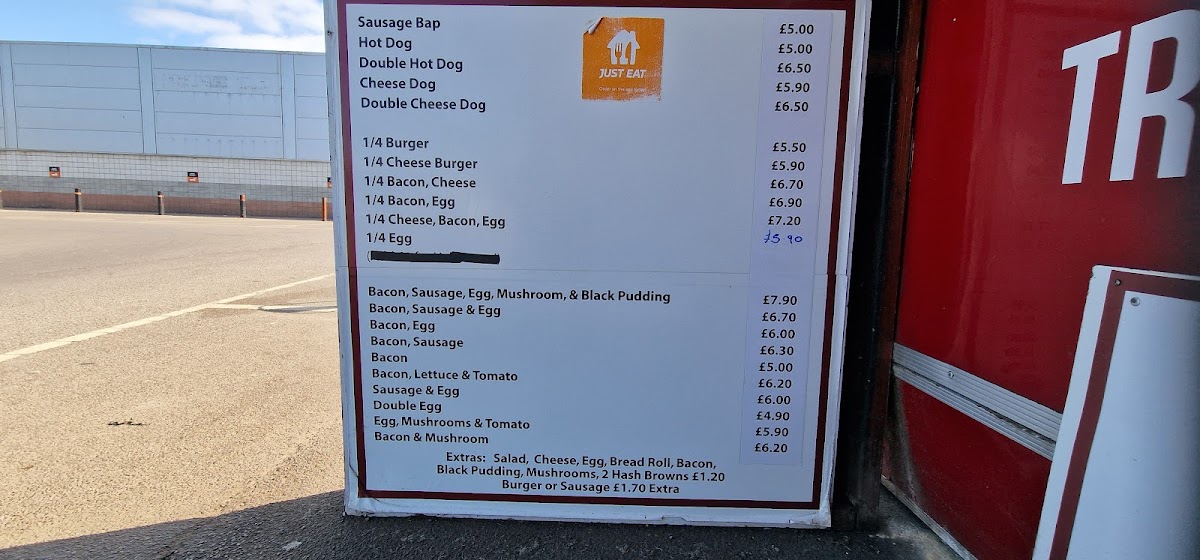 Sausage Bap £5.00
Hot Dog £5.00
Double Hot Dog £6.50
Cheese Dog £5.90
Double Cheese Dog £6.50
JUST EAT
1/4 Burger £5.50
1/4 Cheese Burger £5.90
1/4 Bacon, Cheese £6.70
1/4 Bacon, Egg £6.90
1/4 Cheese, Bacon, Egg £7.20
1/4 Egg £5.90
Bacon, Sausage, Egg, Mushroom, & Black Pudding £7.90
Bacon, Sausage & Egg £6.70
Bacon, Egg £6.00
Bacon, Sausage £6.30
Bacon £5.00
Bacon, Lettuce & Tomato £6.20
Sausage & Egg £6.00
Double Egg £4.90
Egg, Mushrooms & Tomato £5.90
Bacon & Mushroom £6.20
Extras: Salad, Cheese, Egg, Bread Roll, Bacon,
Black Pudding, Mushrooms, 2 Hash Browns £1.20
Burger or Sausage £1.70 Extra
TR